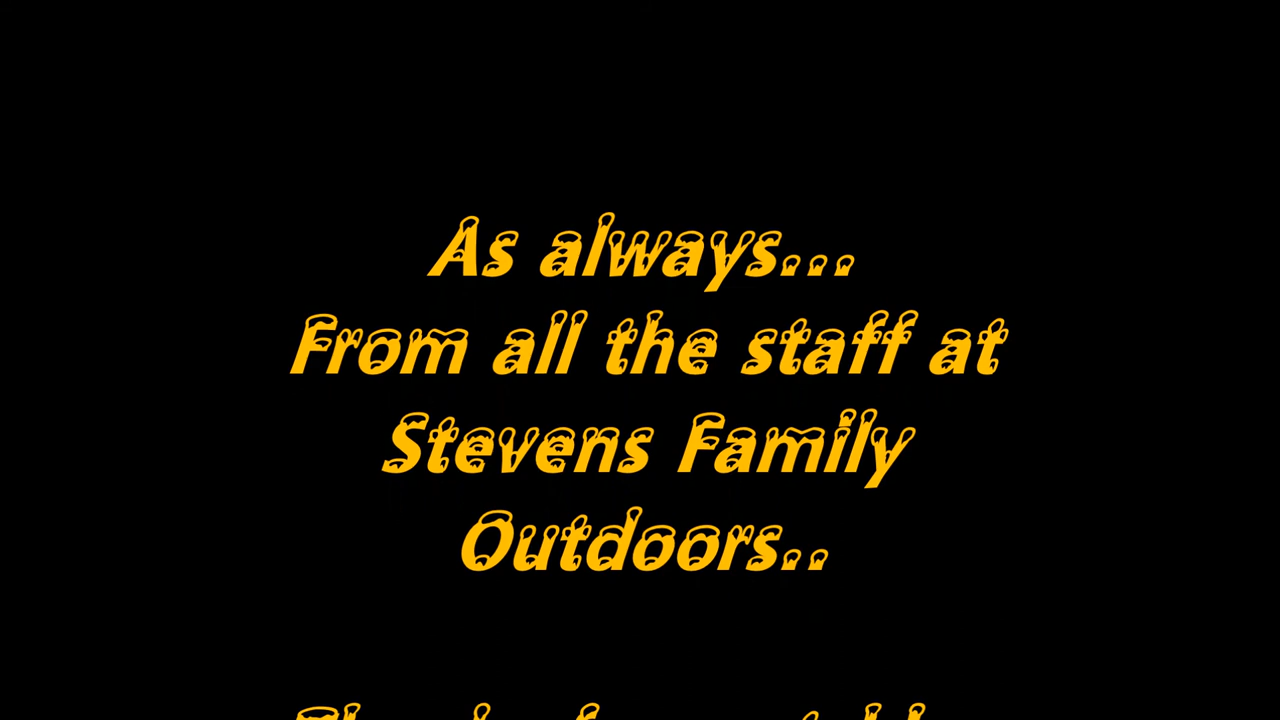 As always...
From all the staff at
Stevens Family
Outdoors..